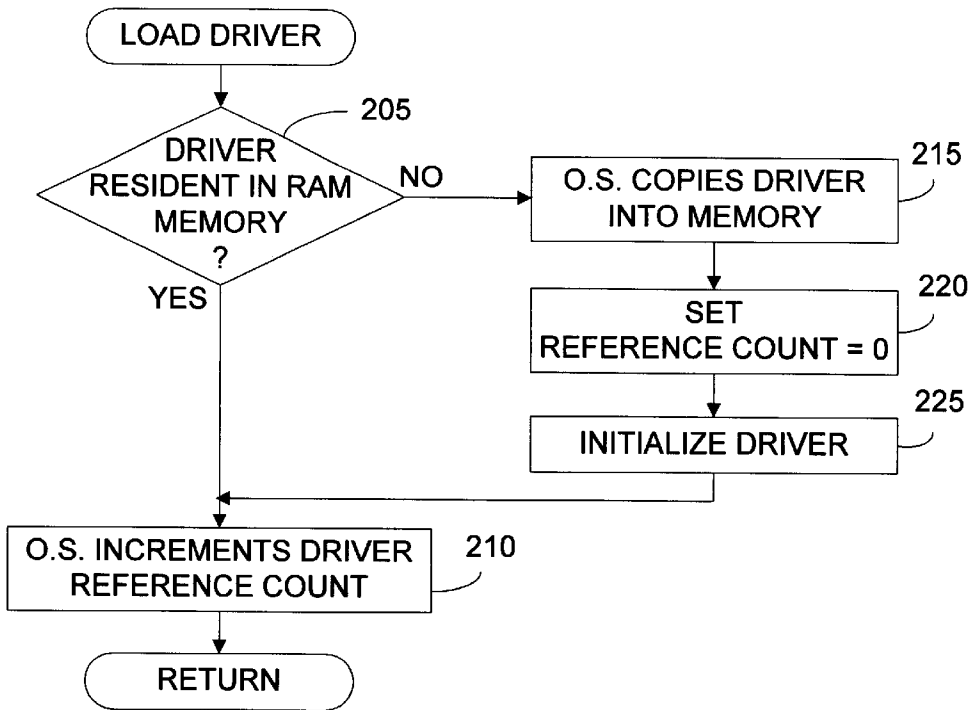 LOAD DRIVER
205
DRIVER
RESIDENT IN RAM
MEMORY
?
NO
YES
215
O.S. COPIES DRIVER
INTO MEMORY
220
SET
REFERENCE COUNT = 0
225
INITIALIZE DRIVER
O.S. INCREMENTS DRIVER
REFERENCE COUNT
210
RETURN